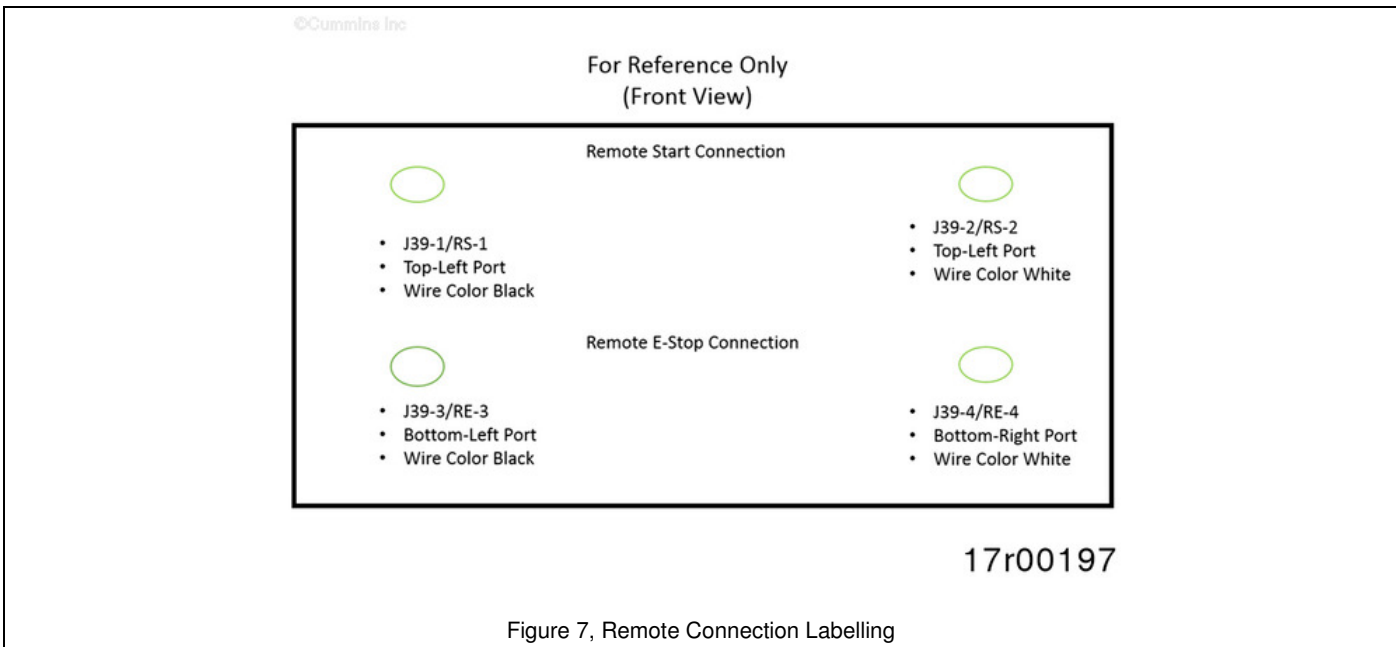 ©Cummins Inc
For Reference Only
(Front View)
Remote Start Connection
• J39-1/RS-1
• Top-Left Port
• Wire Color Black
• J39-2/RS-2
• Top-Left Port
• Wire Color White
Remote E-Stop Connection
• J39-3/RE-3
• Bottom-Left Port
• Wire Color Black
• J39-4/RE-4
• Bottom-Right Port
• Wire Color White
17r00197
Figure 7, Remote Connection Labelling